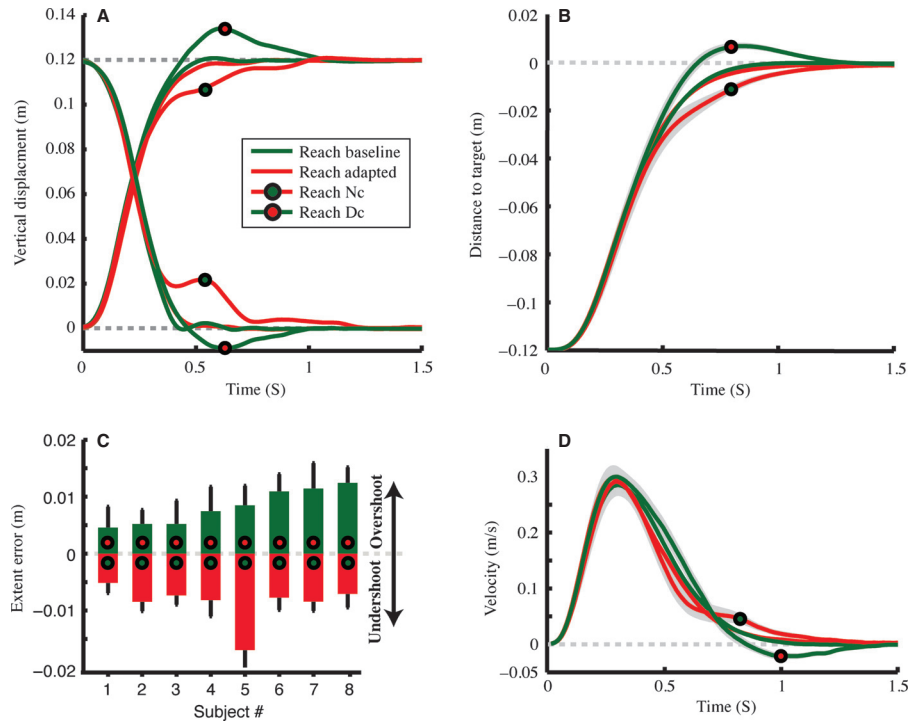 A
0.14
0.12
0.10
0.08
0.06
0.04
0.02
0
Vertical displacment (m)
Reach baseline
Reach adapted
Reach Nc
Reach Dc
0
0.5
1
1.5
Time (S)
B
0.02
0
−0.02
−0.04
−0.06
−0.08
−0.1
−0.12
Distance to target (m)
0
0.5
1
1.5
Time (S)
C
0.02
0.01
0
−0.01
−0.02
Extent error (m)
Undershoot Overshoot
1 2 3 4 5 6 7 8
Subject #
D
0.3
0.2
0.1
0
−0.05
Velocity (m/s)
0
0.5
1
1.5
Time (S)